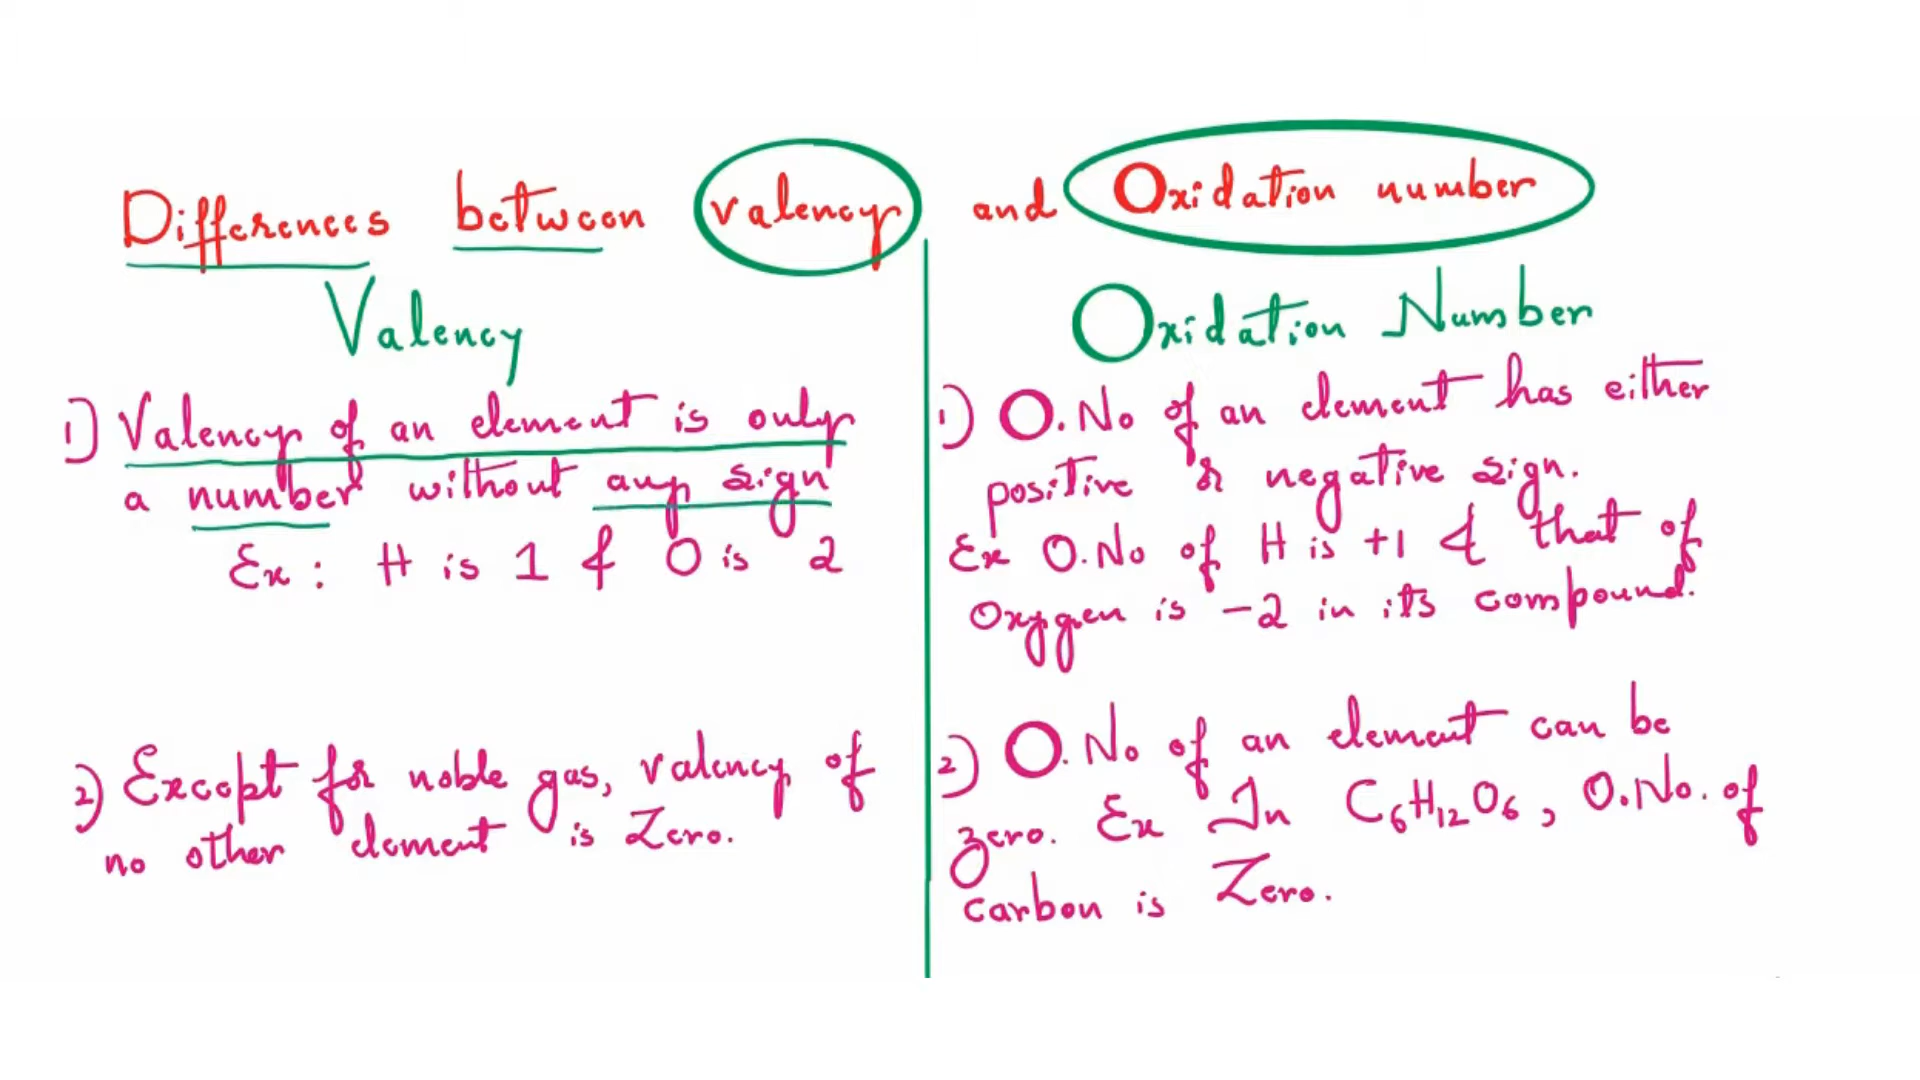 Differences between valency and Oxidation number
Valency
1) Valency of an element is only
a number without any sign
Ex : H is 1 & O is 2
2) Except for noble gas, valency of
no other element is Zero.
Oxidation Number
1) O. No of an element has either
positive or negative sign.
Ex O.No of H is +1 & that of
Oxygen is -2 in its compound.
2) O. No of an element can be
zero. Ex In C₆H₁₂O₆, O.No. of
carbon is Zero.